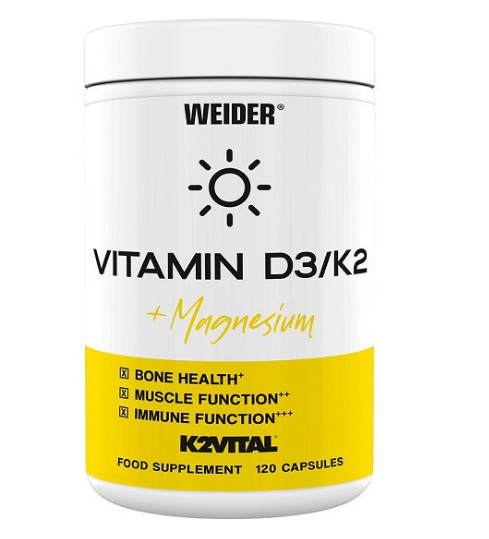 WEIDER®
VITAMIN D3/K2
+ Magnesium
☒ BONE HEALTH⁺
☒ MUSCLE FUNCTION⁺⁺
☒ IMMUNE FUNCTION⁺⁺⁺
K2VITAL®
FOOD SUPPLEMENT 120 CAPSULES